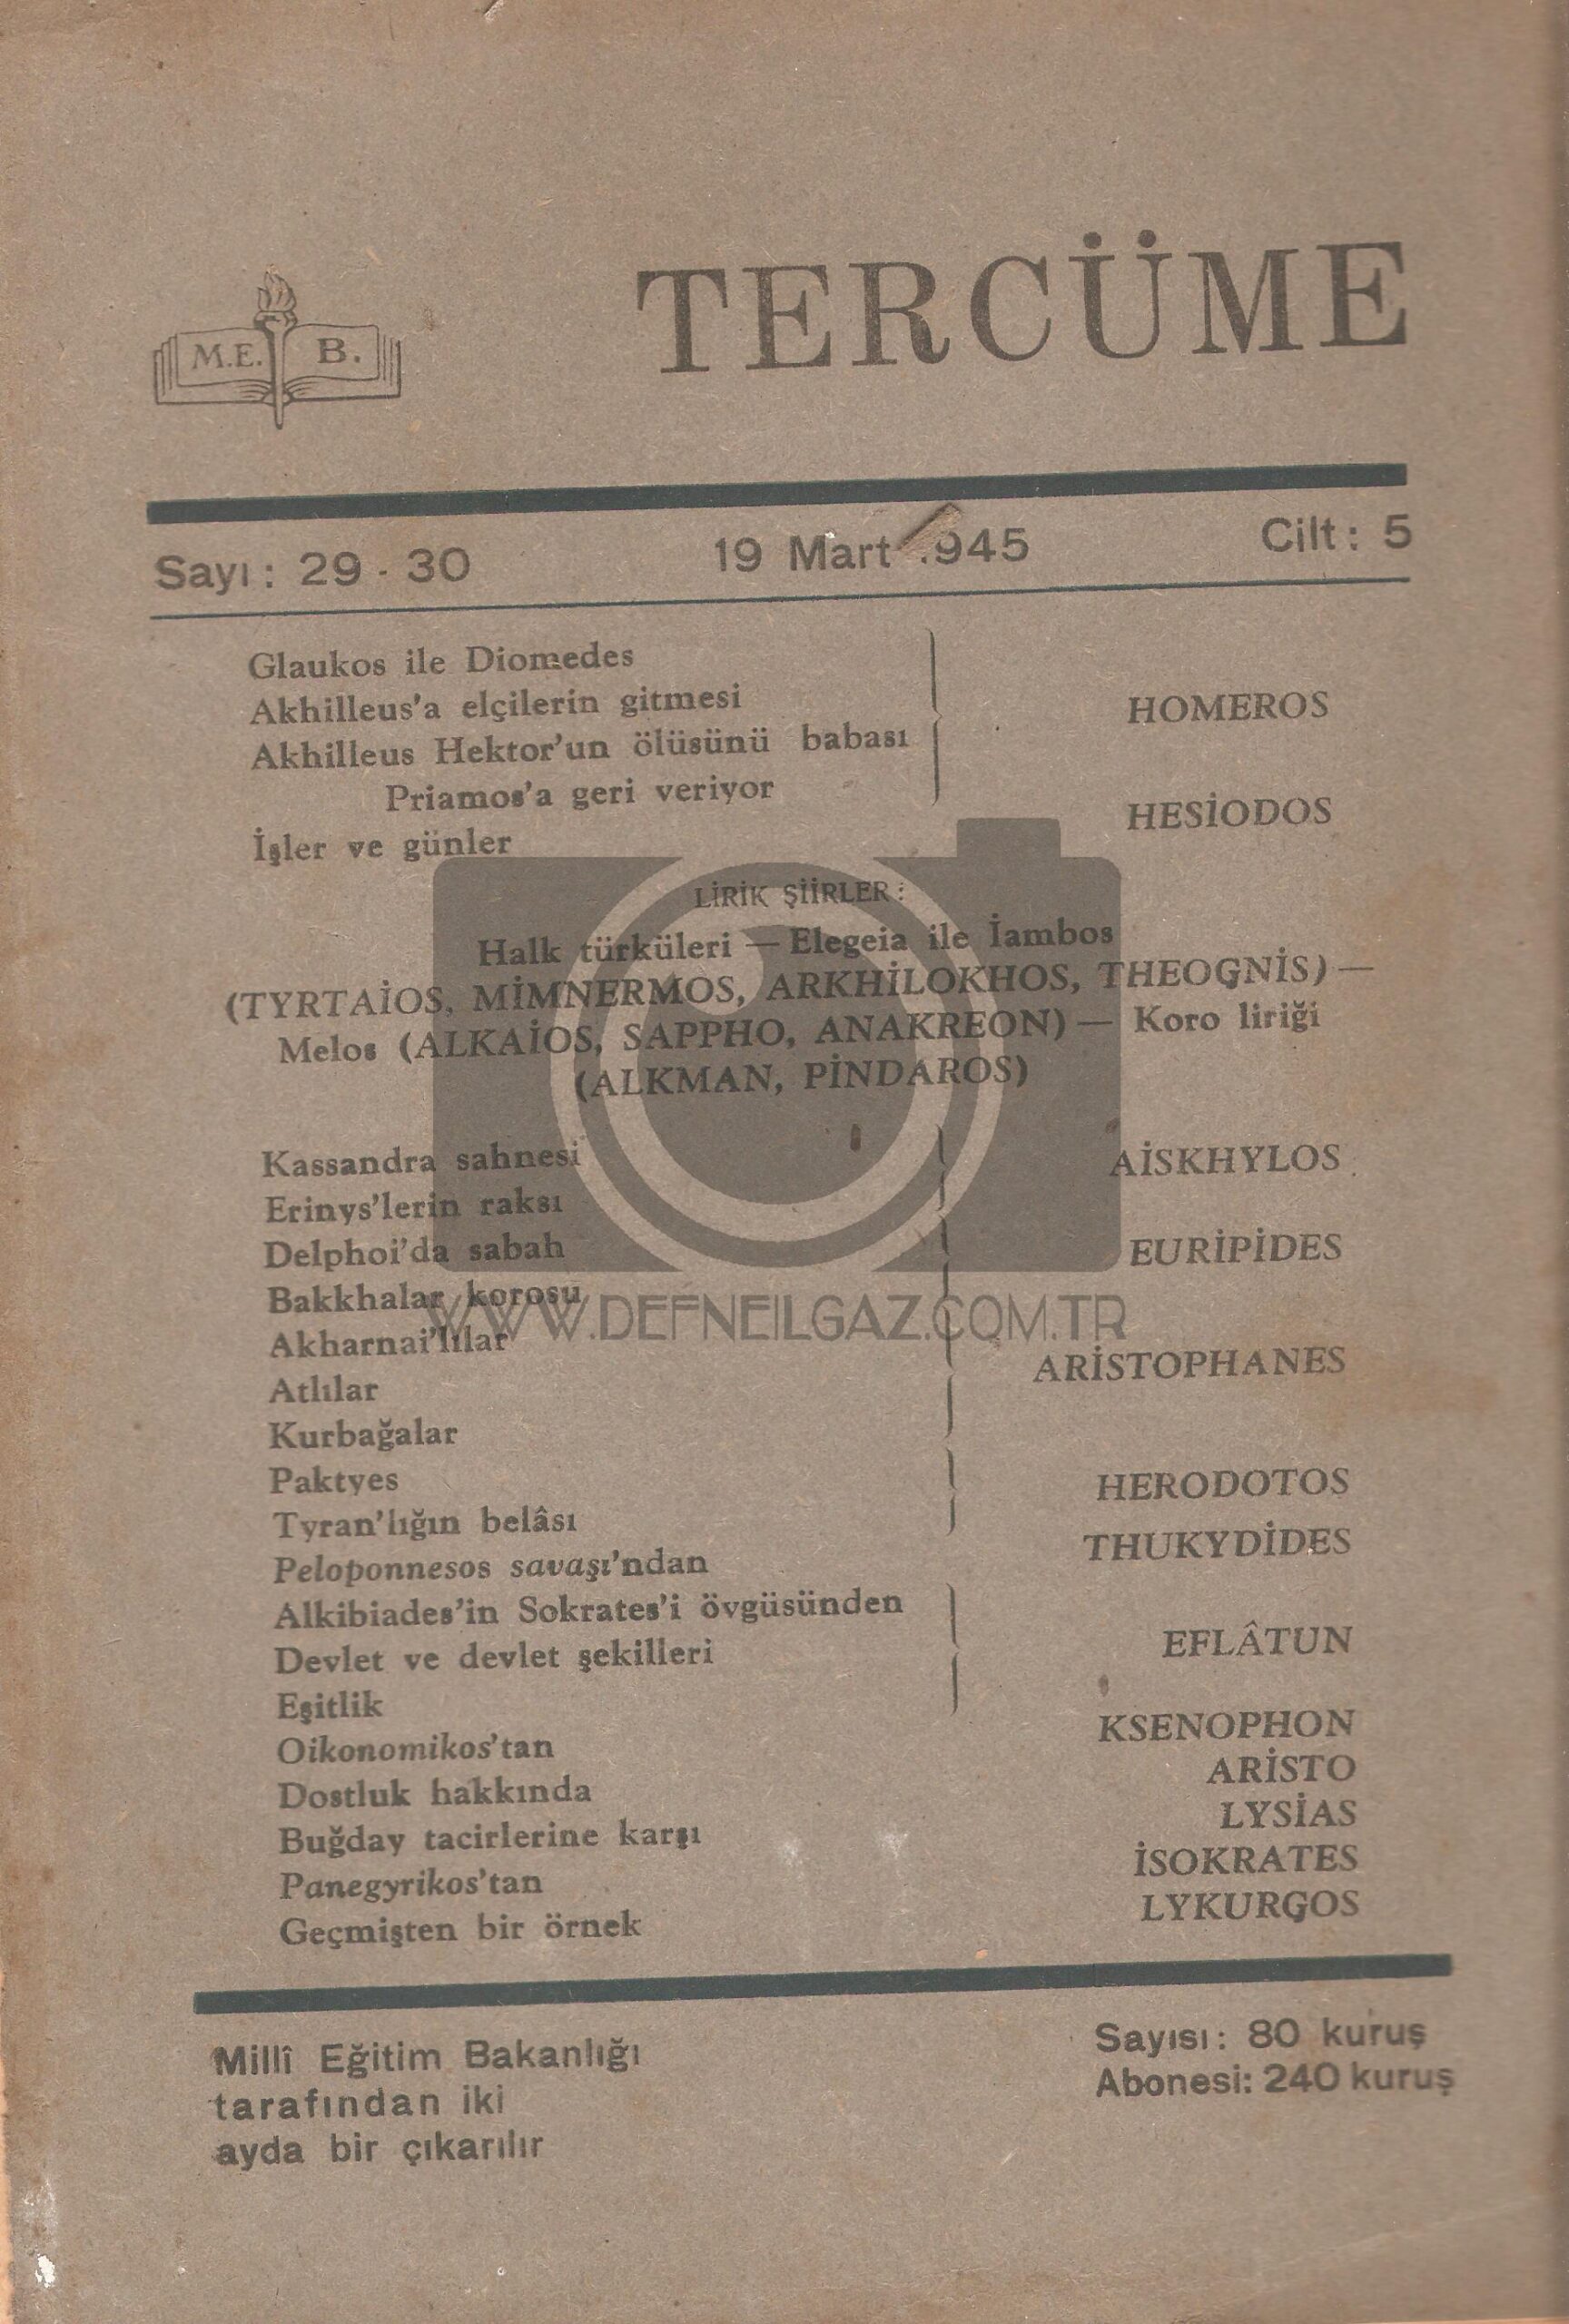 TERCÜME
M.E. B.
Sayı: 29 - 30 19 Mart 1945 Cilt: 5
Glaukos ile Diomedes
Akhilleus'a elçilerin gitmesi
HOMEROS
Akhilleus Hektor'un ölüsünü babası
Priamos'a geri veriyor
İşler ve günler HESİODOS
LİRİK ŞİİRLER:
Halk türküleri — Elegeia ile İambos
(TYRTAİOS, MİMNERMOS, ARKHİLOKHOS, THEOGNİS) —
Melos (ALKAİOS, SAPPHO, ANAKREON) — Koro liriği
(ALKMAN, PİNDAROS)
Kassandra sahnesi AİSKHYLOS
Erinys'lerin raksı
Delphoi'da sabah EURİPİDES
Bakkhalar korosu
WWW.DEFNEILGAZ.COM.TR
Akharnai'lılar
ARİSTOPHANES
Atlılar
Kurbağalar
Paktyes HERODOTOS
Tyran'lığın belâsı
Peloponnesos savaşı'ndan THUKYDİDES
Alkibiades'in Sokrates'i övgüsünden
Devlet ve devlet şekilleri EFLÂTUN
Eşitlik
Oikonomikos'tan KSENOPHON
Dostluk hakkında ARİSTO
Buğday tacirlerine karşı LYSİAS
Panegyrikos'tan İSOKRATES
Geçmişten bir örnek LYKURGOS
Millî Eğitim Bakanlığı Sayısı: 80 kuruş
tarafından iki Abonesi: 240 kuruş
ayda bir çıkarılır